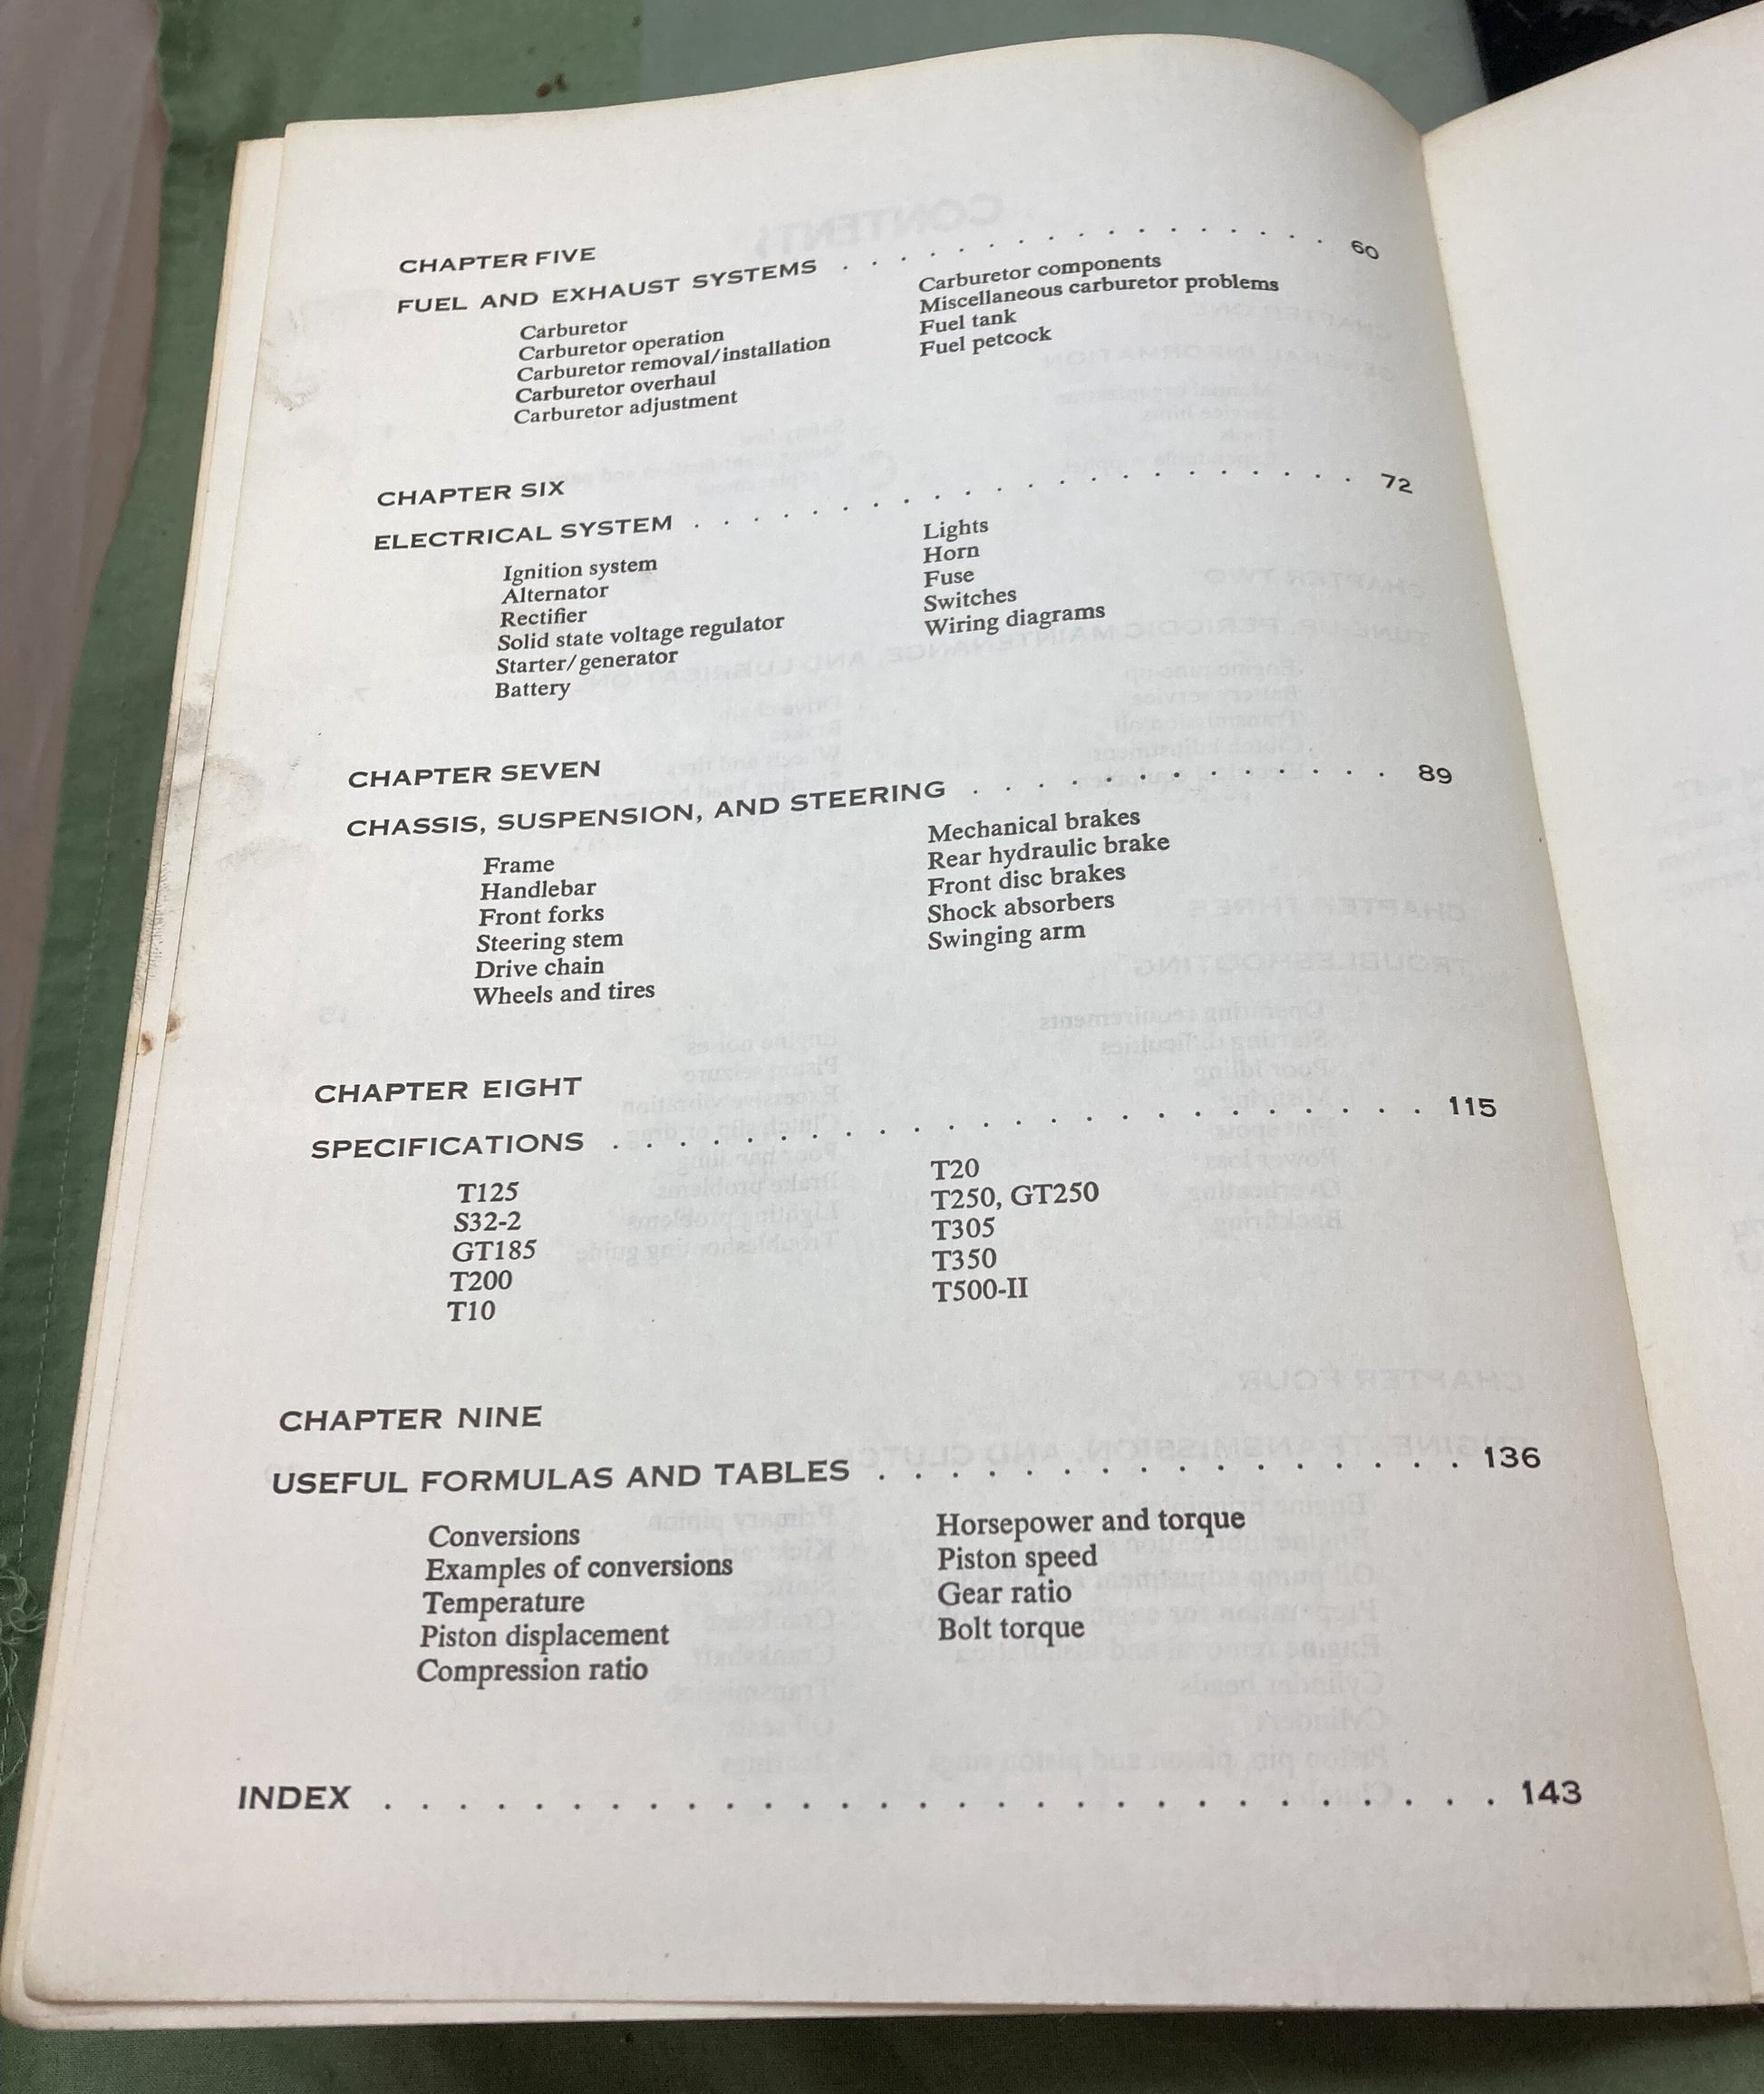 CHAPTER FIVE
FUEL AND EXHAUST SYSTEMS . . . . . . . . . . . . . . . . . 60
Carburetor
Carburetor operation
Carburetor removal/installation
Carburetor overhaul
Carburetor adjustment
Carburetor components
Miscellaneous carburetor problems
Fuel tank
Fuel petcock
CHAPTER SIX
ELECTRICAL SYSTEM . . . . . . . . . . . . . . . . . . . . . . 72
Ignition system
Alternator
Rectifier
Solid state voltage regulator
Starter/generator
Battery
Lights
Horn
Fuse
Switches
Wiring diagrams
CHAPTER SEVEN
CHASSIS, SUSPENSION, AND STEERING . . . . . . . . . . . . . 89
Frame
Handlebar
Front forks
Steering stem
Drive chain
Wheels and tires
Mechanical brakes
Rear hydraulic brake
Front disc brakes
Shock absorbers
Swinging arm
CHAPTER EIGHT
SPECIFICATIONS . . . . . . . . . . . . . . . . . . . . . . . . 115
T125
S32-2
GT185
T200
T10
T20
T250, GT250
T305
T350
T500-II
CHAPTER NINE
USEFUL FORMULAS AND TABLES . . . . . . . . . . . . . . . . 136
Conversions
Examples of conversions
Temperature
Piston displacement
Compression ratio
Horsepower and torque
Piston speed
Gear ratio
Bolt torque
INDEX . . . . . . . . . . . . . . . . . . . . . . . . . . . . . . 143